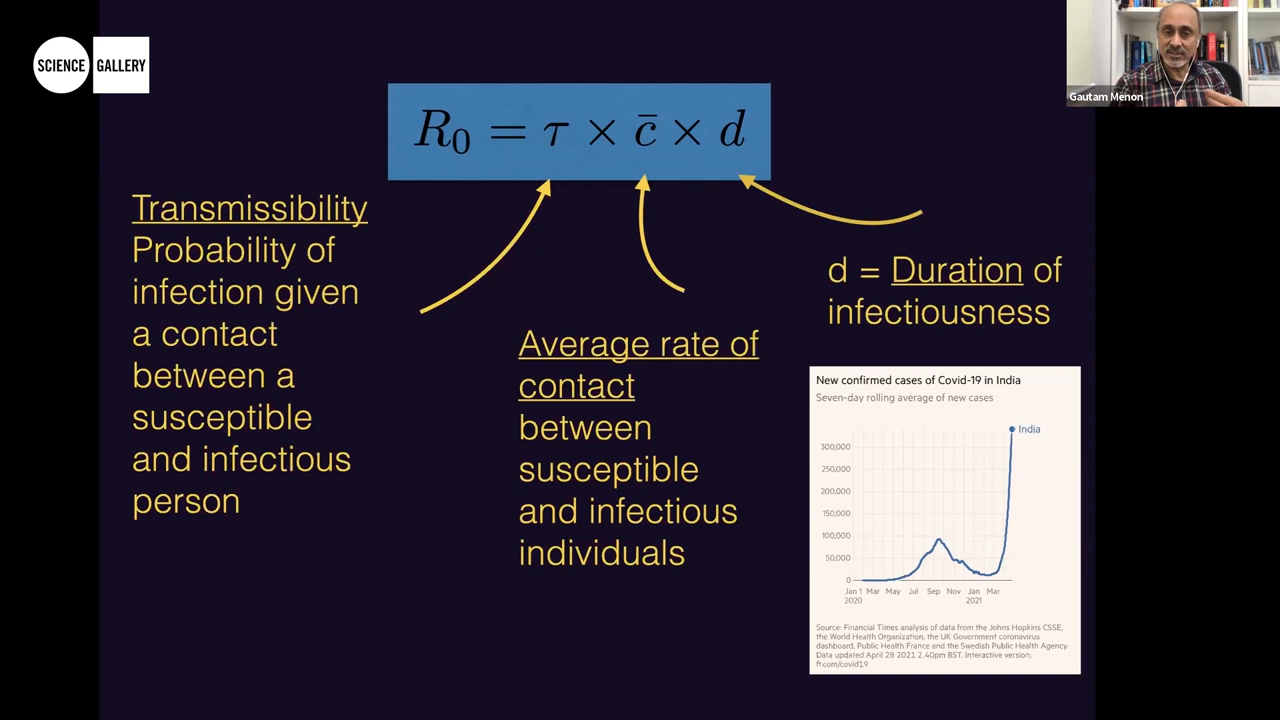 SCIENCE GALLERY
Gautam Menon
R₀ = τ × c̄ × d
Transmissibility
Probability of
infection given
a contact
between a
susceptible
and infectious
person
Average rate of
contact
between
susceptible
and infectious
individuals
d = Duration of
infectiousness
New confirmed cases of Covid-19 in India
Seven-day rolling average of new cases
India
300,000
250,000
200,000
150,000
100,000
50,000
0
Jan 1 Mar May Jul Sep Nov Jan Mar
2020 2021
Source: Financial Times analysis of data from the Johns Hopkins CSSE,
the World Health Organization, the UK Government coronavirus
dashboard, Public Health France and the Swedish Public Health Agency.
Data updated April 28 2021 2.40pm BST. Interactive version:
ft.com/covid19